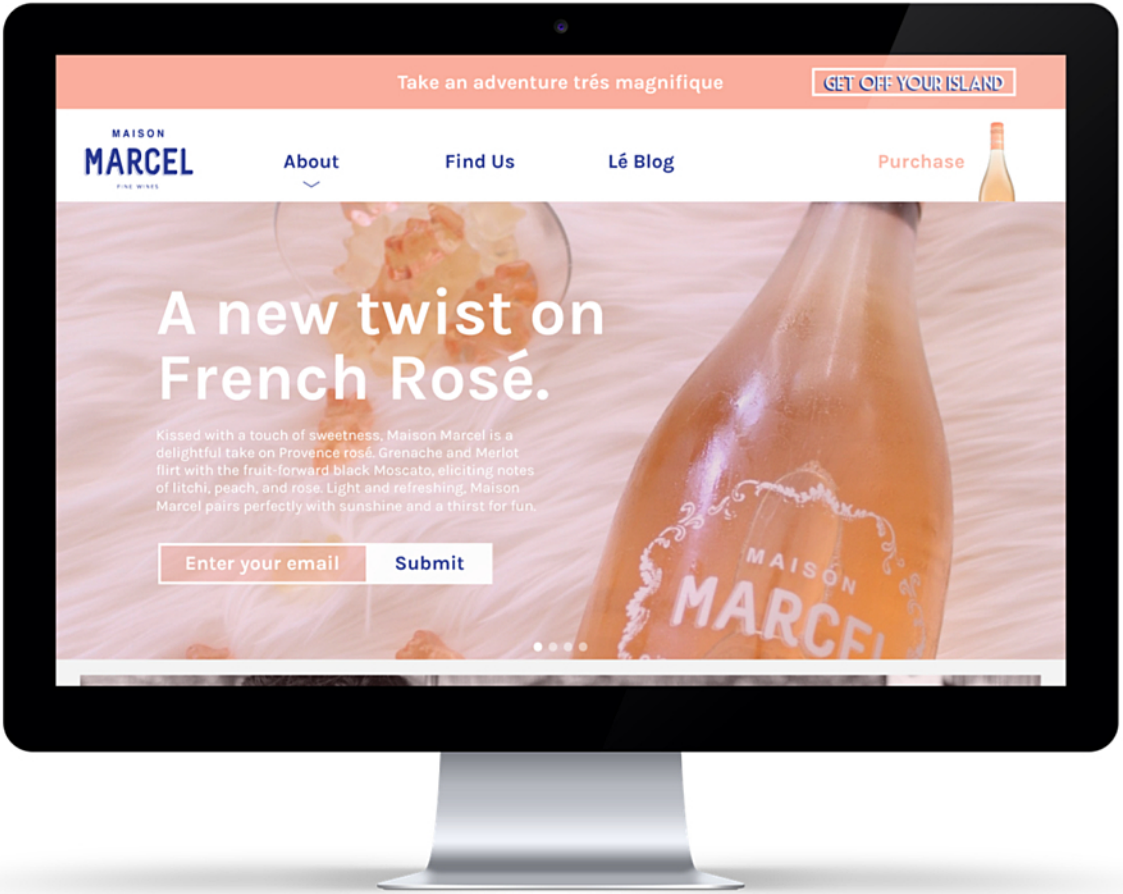 Take an adventure trés magnifique
GET OFF YOUR ISLAND
MAISON
MARCEL
FINE WINES
About
Find Us
Lé Blog
Purchase
A new twist on
French Rosé.
Kissed with a touch of sweetness, Maison Marcel is a
delightful take on Provence rosé. Grenache and Merlot
flirt with the fruit-forward black Moscato, eliciting notes
of litchi, peach, and rose. Light and refreshing, Maison
Marcel pairs perfectly with sunshine and a thirst for fun.
Enter your email
Submit
MAISON
MARCEL